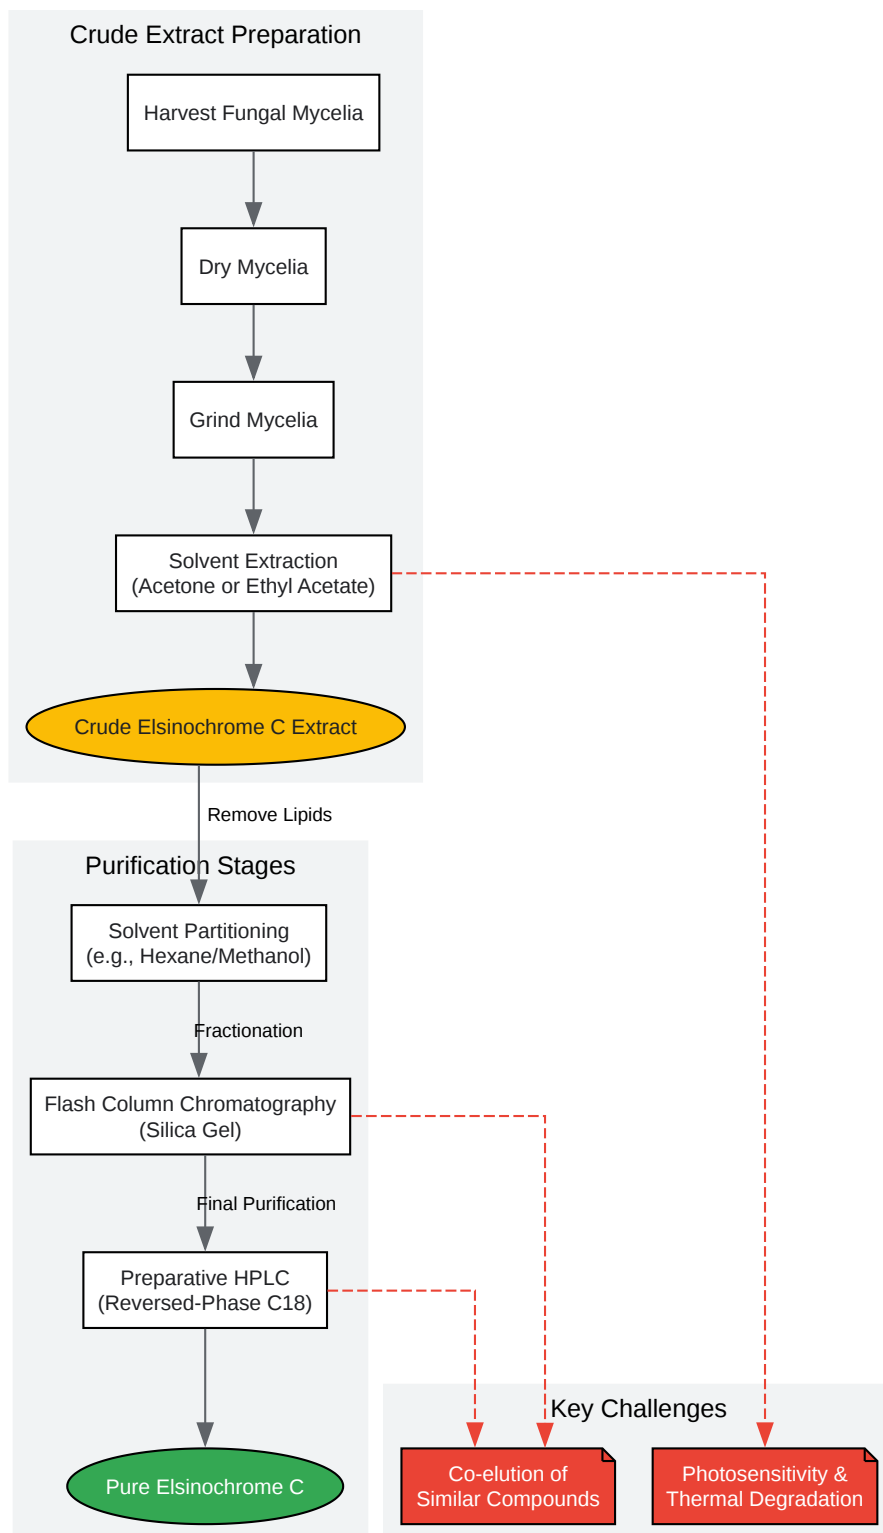 Crude Extract Preparation
Harvest Fungal Mycelia
Dry Mycelia
Grind Mycelia
Solvent Extraction
(Acetone or Ethyl Acetate)
Crude Elsinochrome C Extract
Remove Lipids
Purification Stages
Solvent Partitioning
(e.g., Hexane/Methanol)
Fractionation
Flash Column Chromatography
(Silica Gel)
Final Purification
Preparative HPLC
(Reversed-Phase C18)
Pure Elsinochrome C
Key Challenges
Co-elution of
Similar Compounds
Photosensitivity &
Thermal Degradation